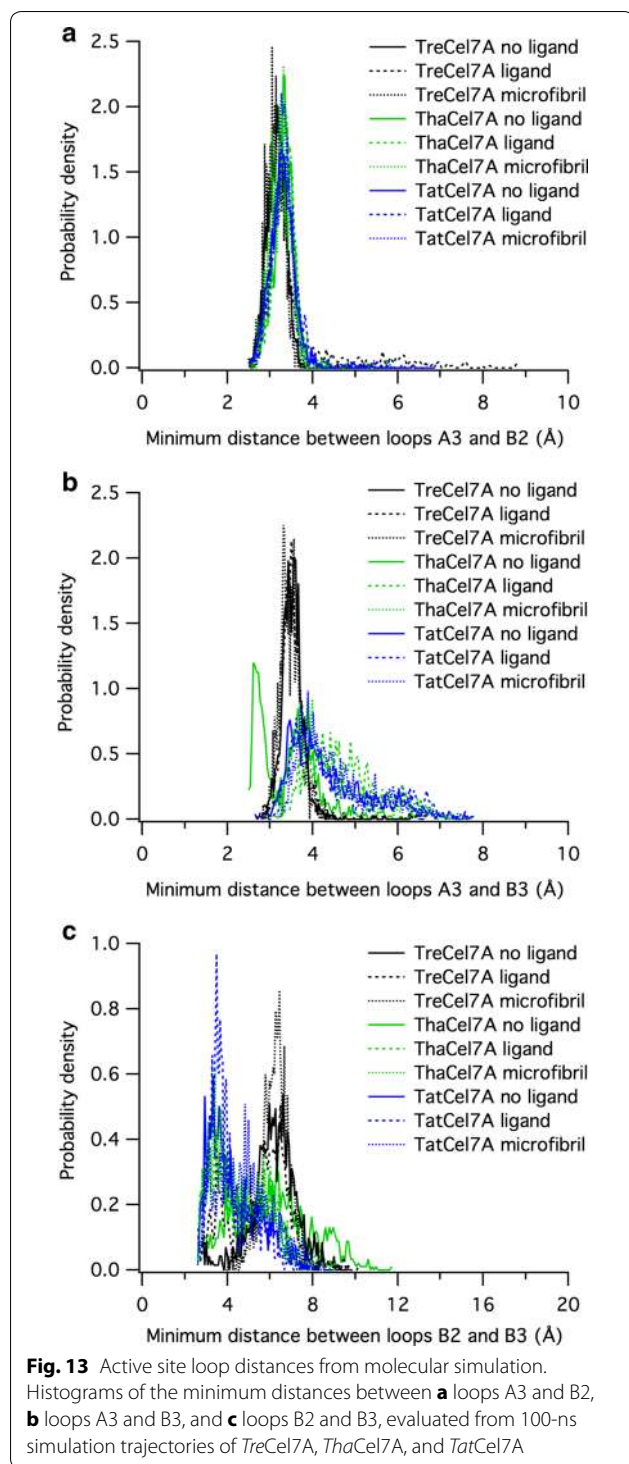 a
2.5
2.0
1.5
1.0
0.5
0.0
Probability density
TreCel7A no ligand
TreCel7A ligand
TreCel7A microfibril
ThaCel7A no ligand
ThaCel7A ligand
ThaCel7A microfibril
TatCel7A no ligand
TatCel7A ligand
TatCel7A microfibril
0 2 4 6 8 10
Minimum distance between loops A3 and B2 (Å)
b
2.5
2.0
1.5
1.0
0.5
0.0
Probability density
TreCel7A no ligand
TreCel7A ligand
TreCel7A microfibril
ThaCel7A no ligand
ThaCel7A ligand
ThaCel7A microfibril
TatCel7A no ligand
TatCel7A ligand
TatCel7A microfibril
0 2 4 6 8 10
Minimum distance between loops A3 and B3 (Å)
c
1.0
0.8
0.6
0.4
0.2
0.0
Probability density
TreCel7A no ligand
TreCel7A ligand
TreCel7A microfibril
ThaCel7A no ligand
ThaCel7A ligand
ThaCel7A microfibril
TatCel7A no ligand
TatCel7A ligand
TatCel7A microfibril
0 4 8 12 16 20
Minimum distance between loops B2 and B3 (Å)
Fig. 13 Active site loop distances from molecular simulation.
Histograms of the minimum distances between a loops A3 and B2,
b loops A3 and B3, and c loops B2 and B3, evaluated from 100-ns
simulation trajectories of TreCel7A, ThaCel7A, and TatCel7A